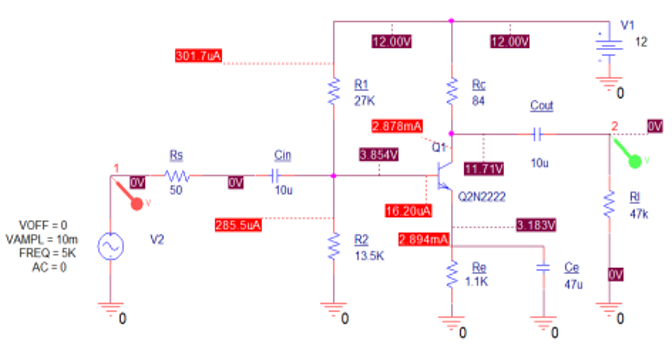 V1
12
0
12.00V
12.00V
301.7uA
R1
27K
Rc
84
Cout
10u
2.878mA
Q1
11.71V
Q2N2222
3.854V
2
0V
V
1
0V
V
Rs
50
0V
Cin
10u
16.20uA
285.5uA
3.183V
2.894mA
Rl
47k
0V
VOFF = 0
VAMPL = 10m
FREQ = 5K
AC = 0
V2
R2
13.5K
Re
1.1K
Ce
47u
0
0
0
0
0